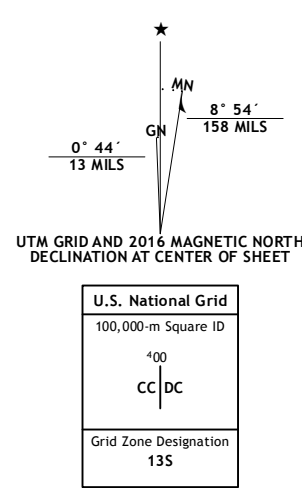 ★
MN
GN
8° 54´
158 MILS
0° 44´
13 MILS
UTM GRID AND 2016 MAGNETIC NORTH
DECLINATION AT CENTER OF SHEET
U.S. National Grid
100,000-m Square ID
⁴00
CC DC
Grid Zone Designation
13S